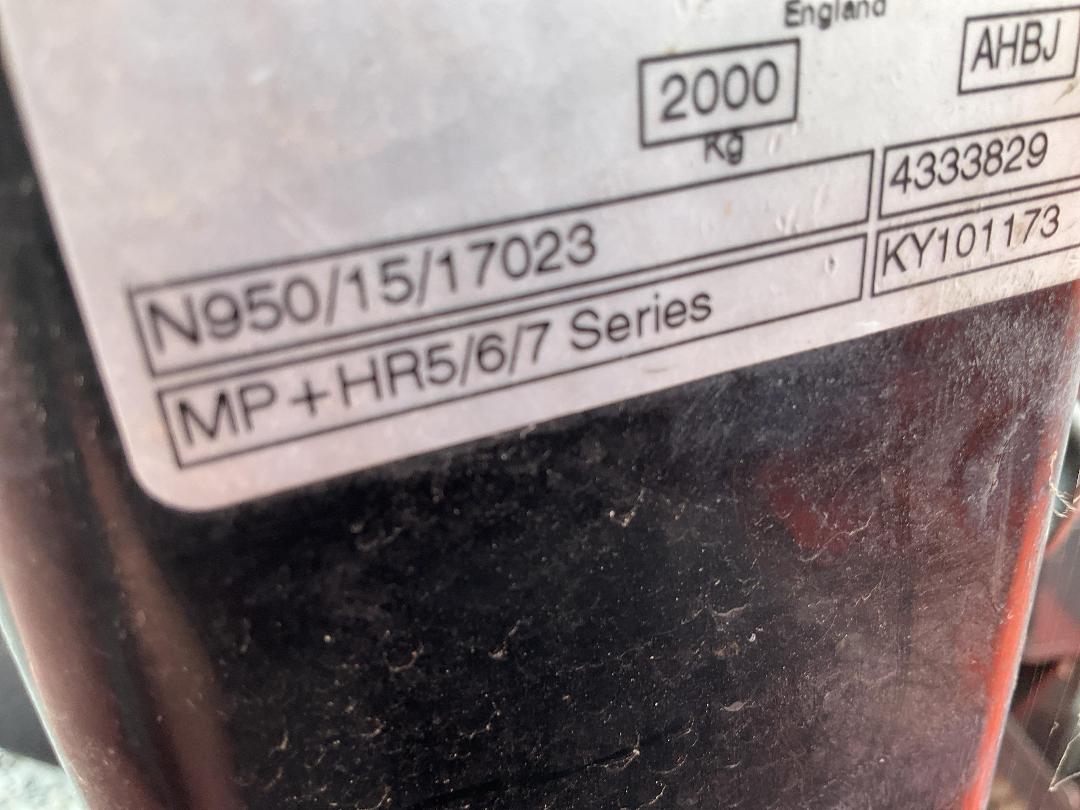 England
2000
AHBJ
Kg
N950/15/17023
4333829
MP+HR5/6/7 Series
KY101173